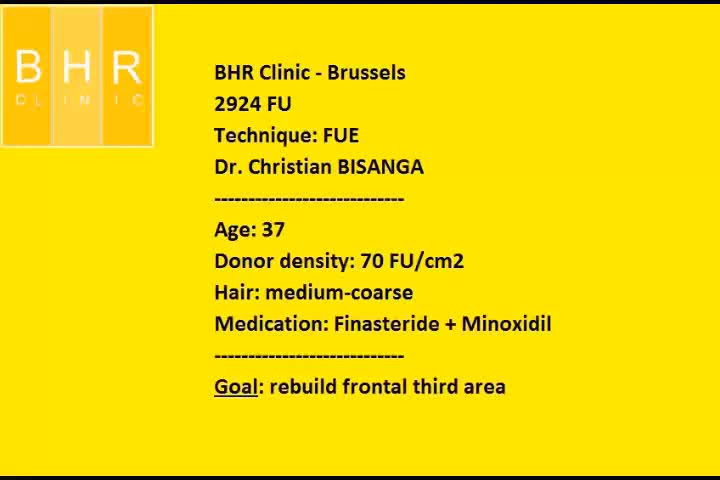 BHR
CLINIC
BHR Clinic - Brussels
2924 FU
Technique: FUE
Dr. Christian BISANGA
----------------------------
Age: 37
Donor density: 70 FU/cm2
Hair: medium-coarse
Medication: Finasteride + Minoxidil
----------------------------
Goal: rebuild frontal third area